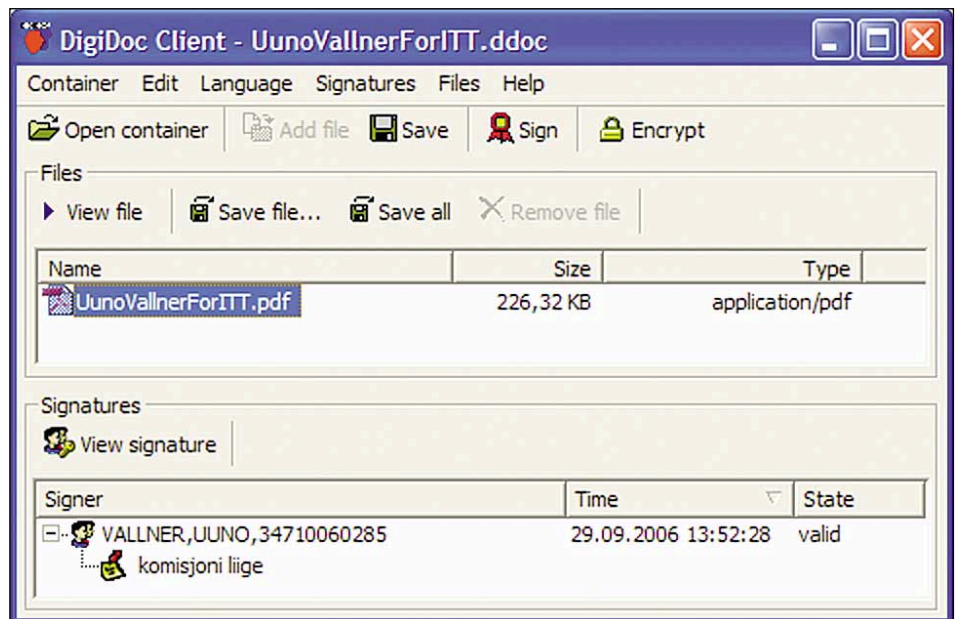 DigiDoc Client - UunoVallnerForITT.ddoc
Container Edit Language Signatures Files Help
Open container Add file Save Sign Encrypt
Files
View file Save file... Save all Remove file
Name Size Type
UunoVallnerForITT.pdf 226,32 KB application/pdf
Signatures
View signature
Signer Time State
VALLNER,UUNO,34710060285 29.09.2006 13:52:28 valid
komisjoni liige